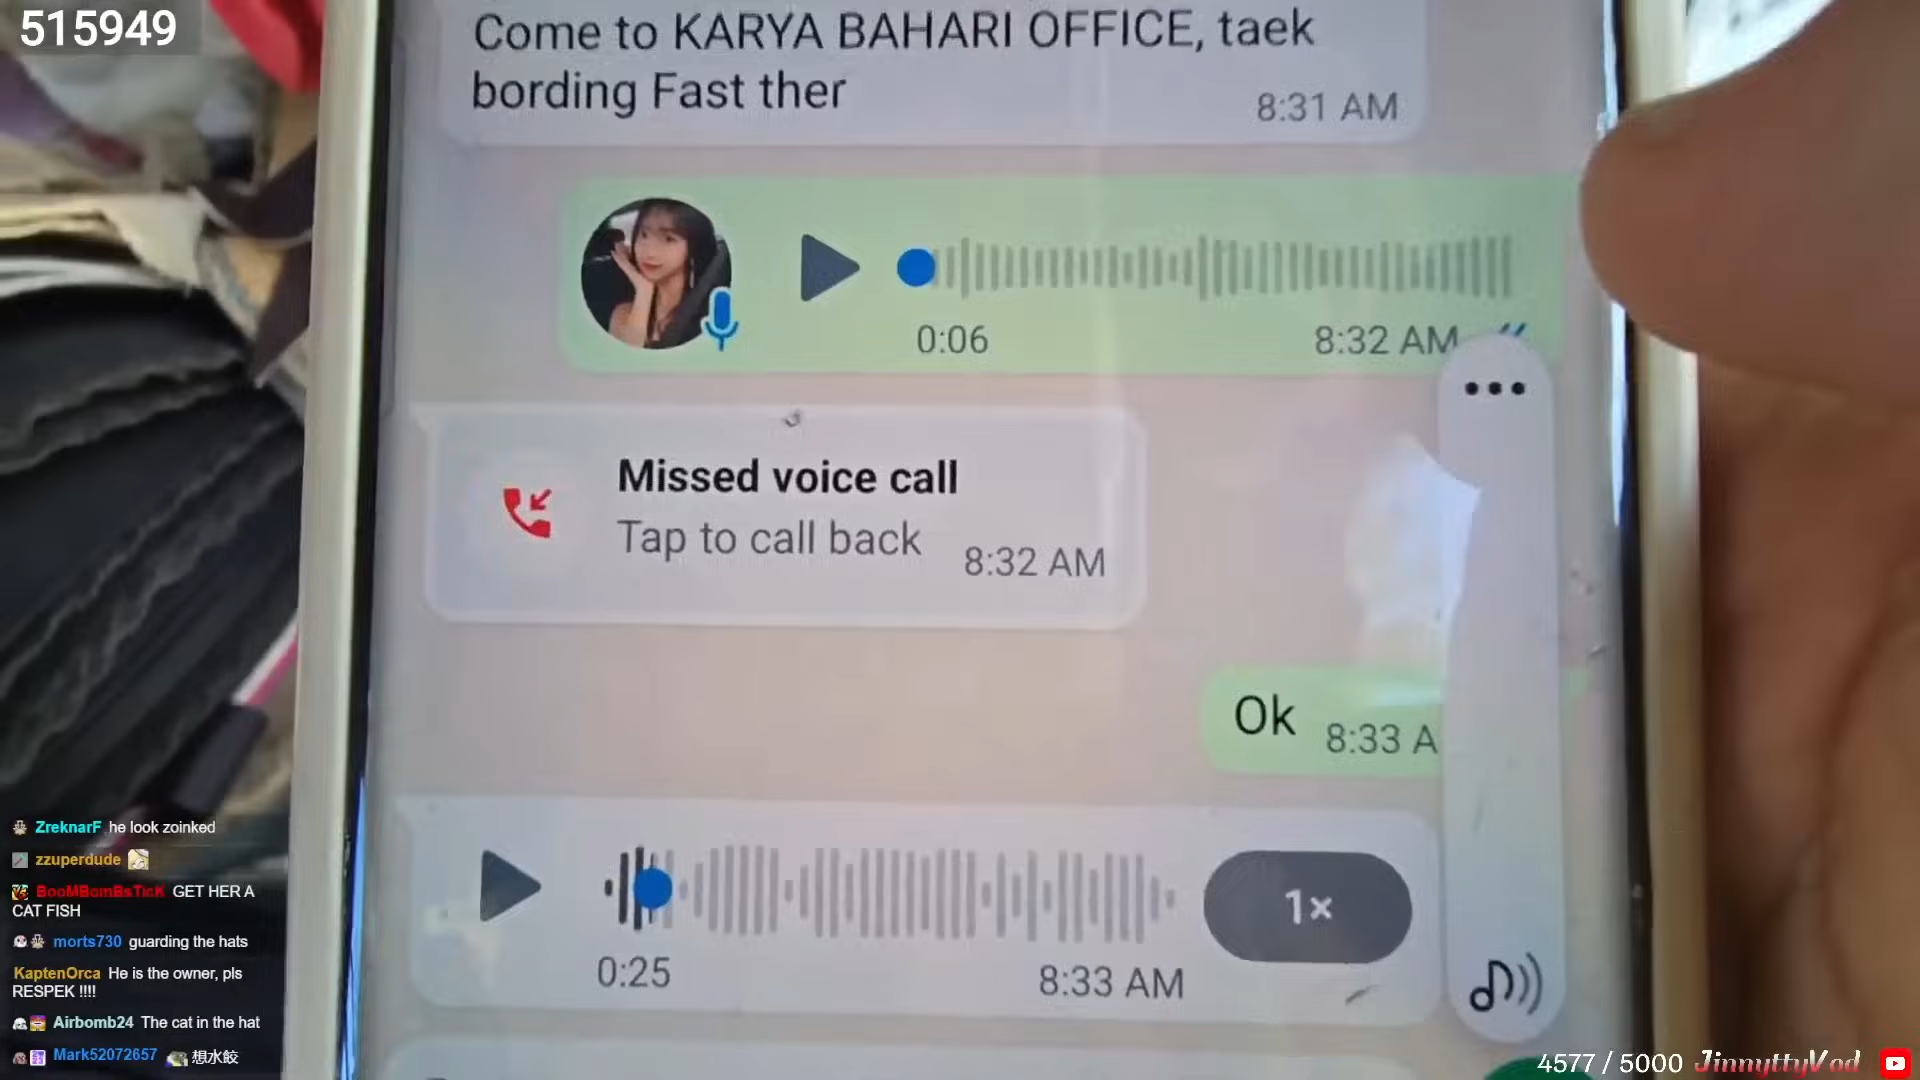 515949
Come to KARYA BAHARI OFFICE, taek
bording Fast ther
8:31 AM
0:06
8:32 AM
Missed voice call
Tap to call back
8:32 AM
Ok
8:33 A
1×
0:25
8:33 AM
ZreknarF he look zoinked
zzuperdude
BooMBomBsTicK GET HER A
CAT FISH
morts730 guarding the hats
KaptenOrca He is the owner, pls
RESPEK !!!!
Airbomb24 The cat in the hat
Mark52072657 想水餃
4577 / 5000 JinnyttyVod